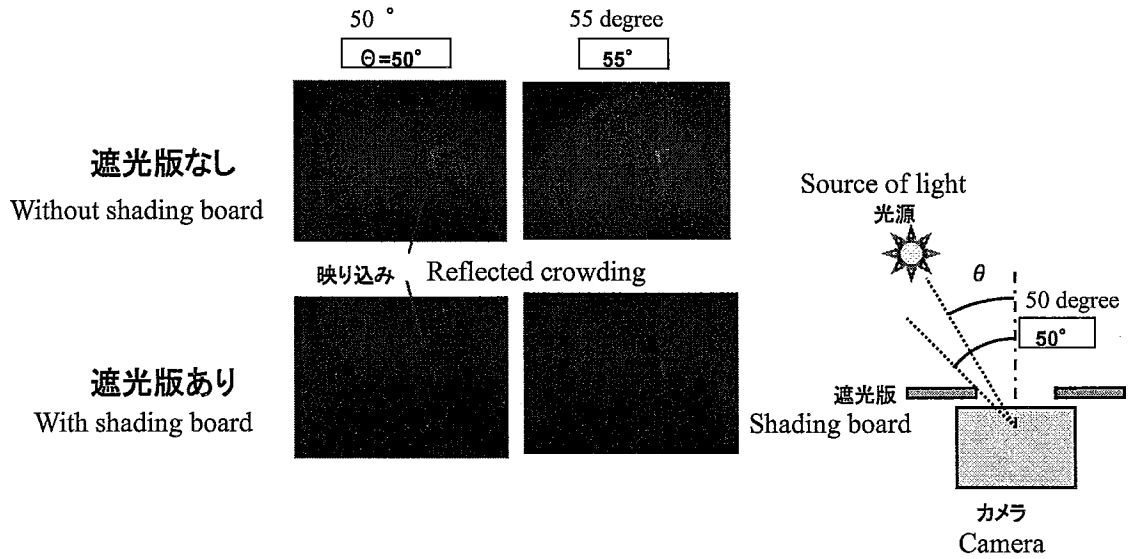 50 °
55 degree
Θ=50°
55°
遮光版なし
Without shading board
映り込み
Reflected crowding
遮光版あり
With shading board
Source of light
光源
θ
50 degree
50°
遮光版
Shading board
カメラ
Camera